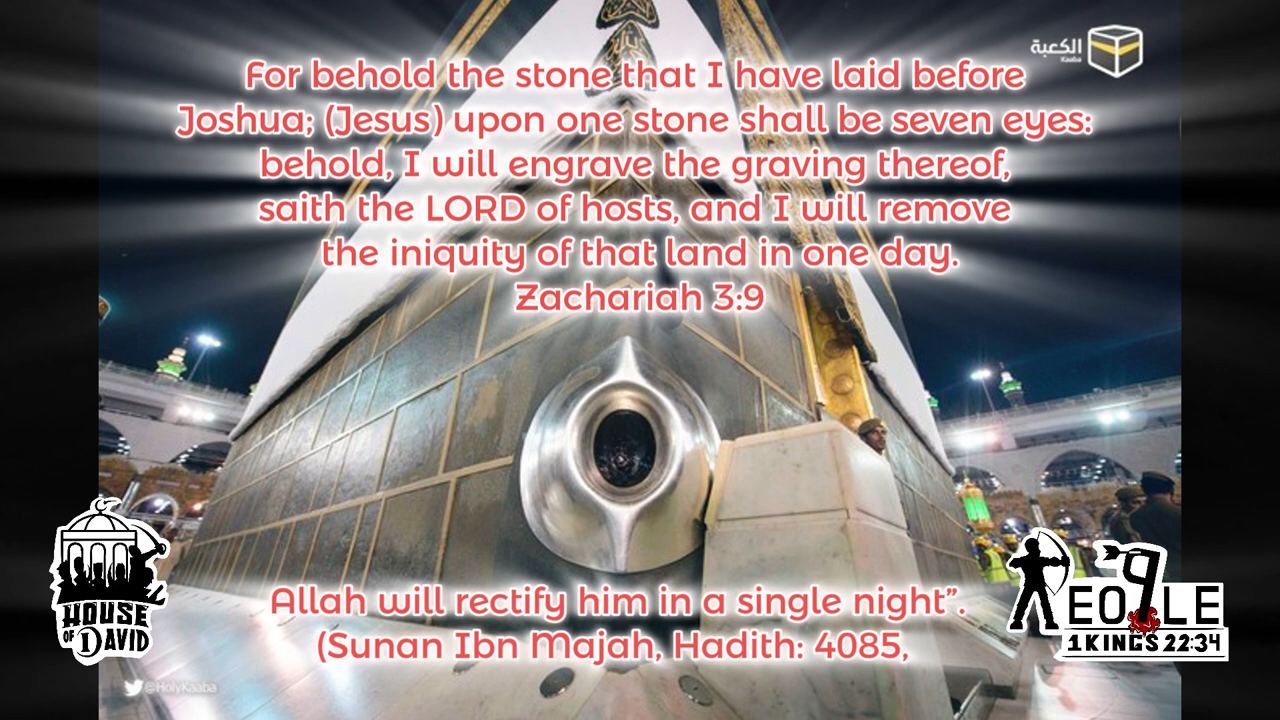 الكعبة
Kaaba
For behold the stone that I have laid before
Joshua; (Jesus) upon one stone shall be seven eyes:
behold, I will engrave the graving thereof,
saith the LORD of hosts, and I will remove
the iniquity of that land in one day.
Zachariah 3:9
Allah will rectify him in a single night”.
(Sunan Ibn Majah, Hadith: 4085,
HOUSE
OF DAVID
EOPLE
1 KINGS 22:34
@HolyKaaba